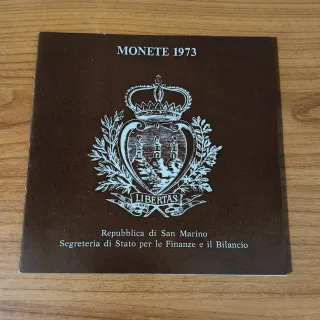 MONETE 1973
LIBERTAS
Repubblica di San Marino
Segreteria di Stato per le Finanze e il Bilancio